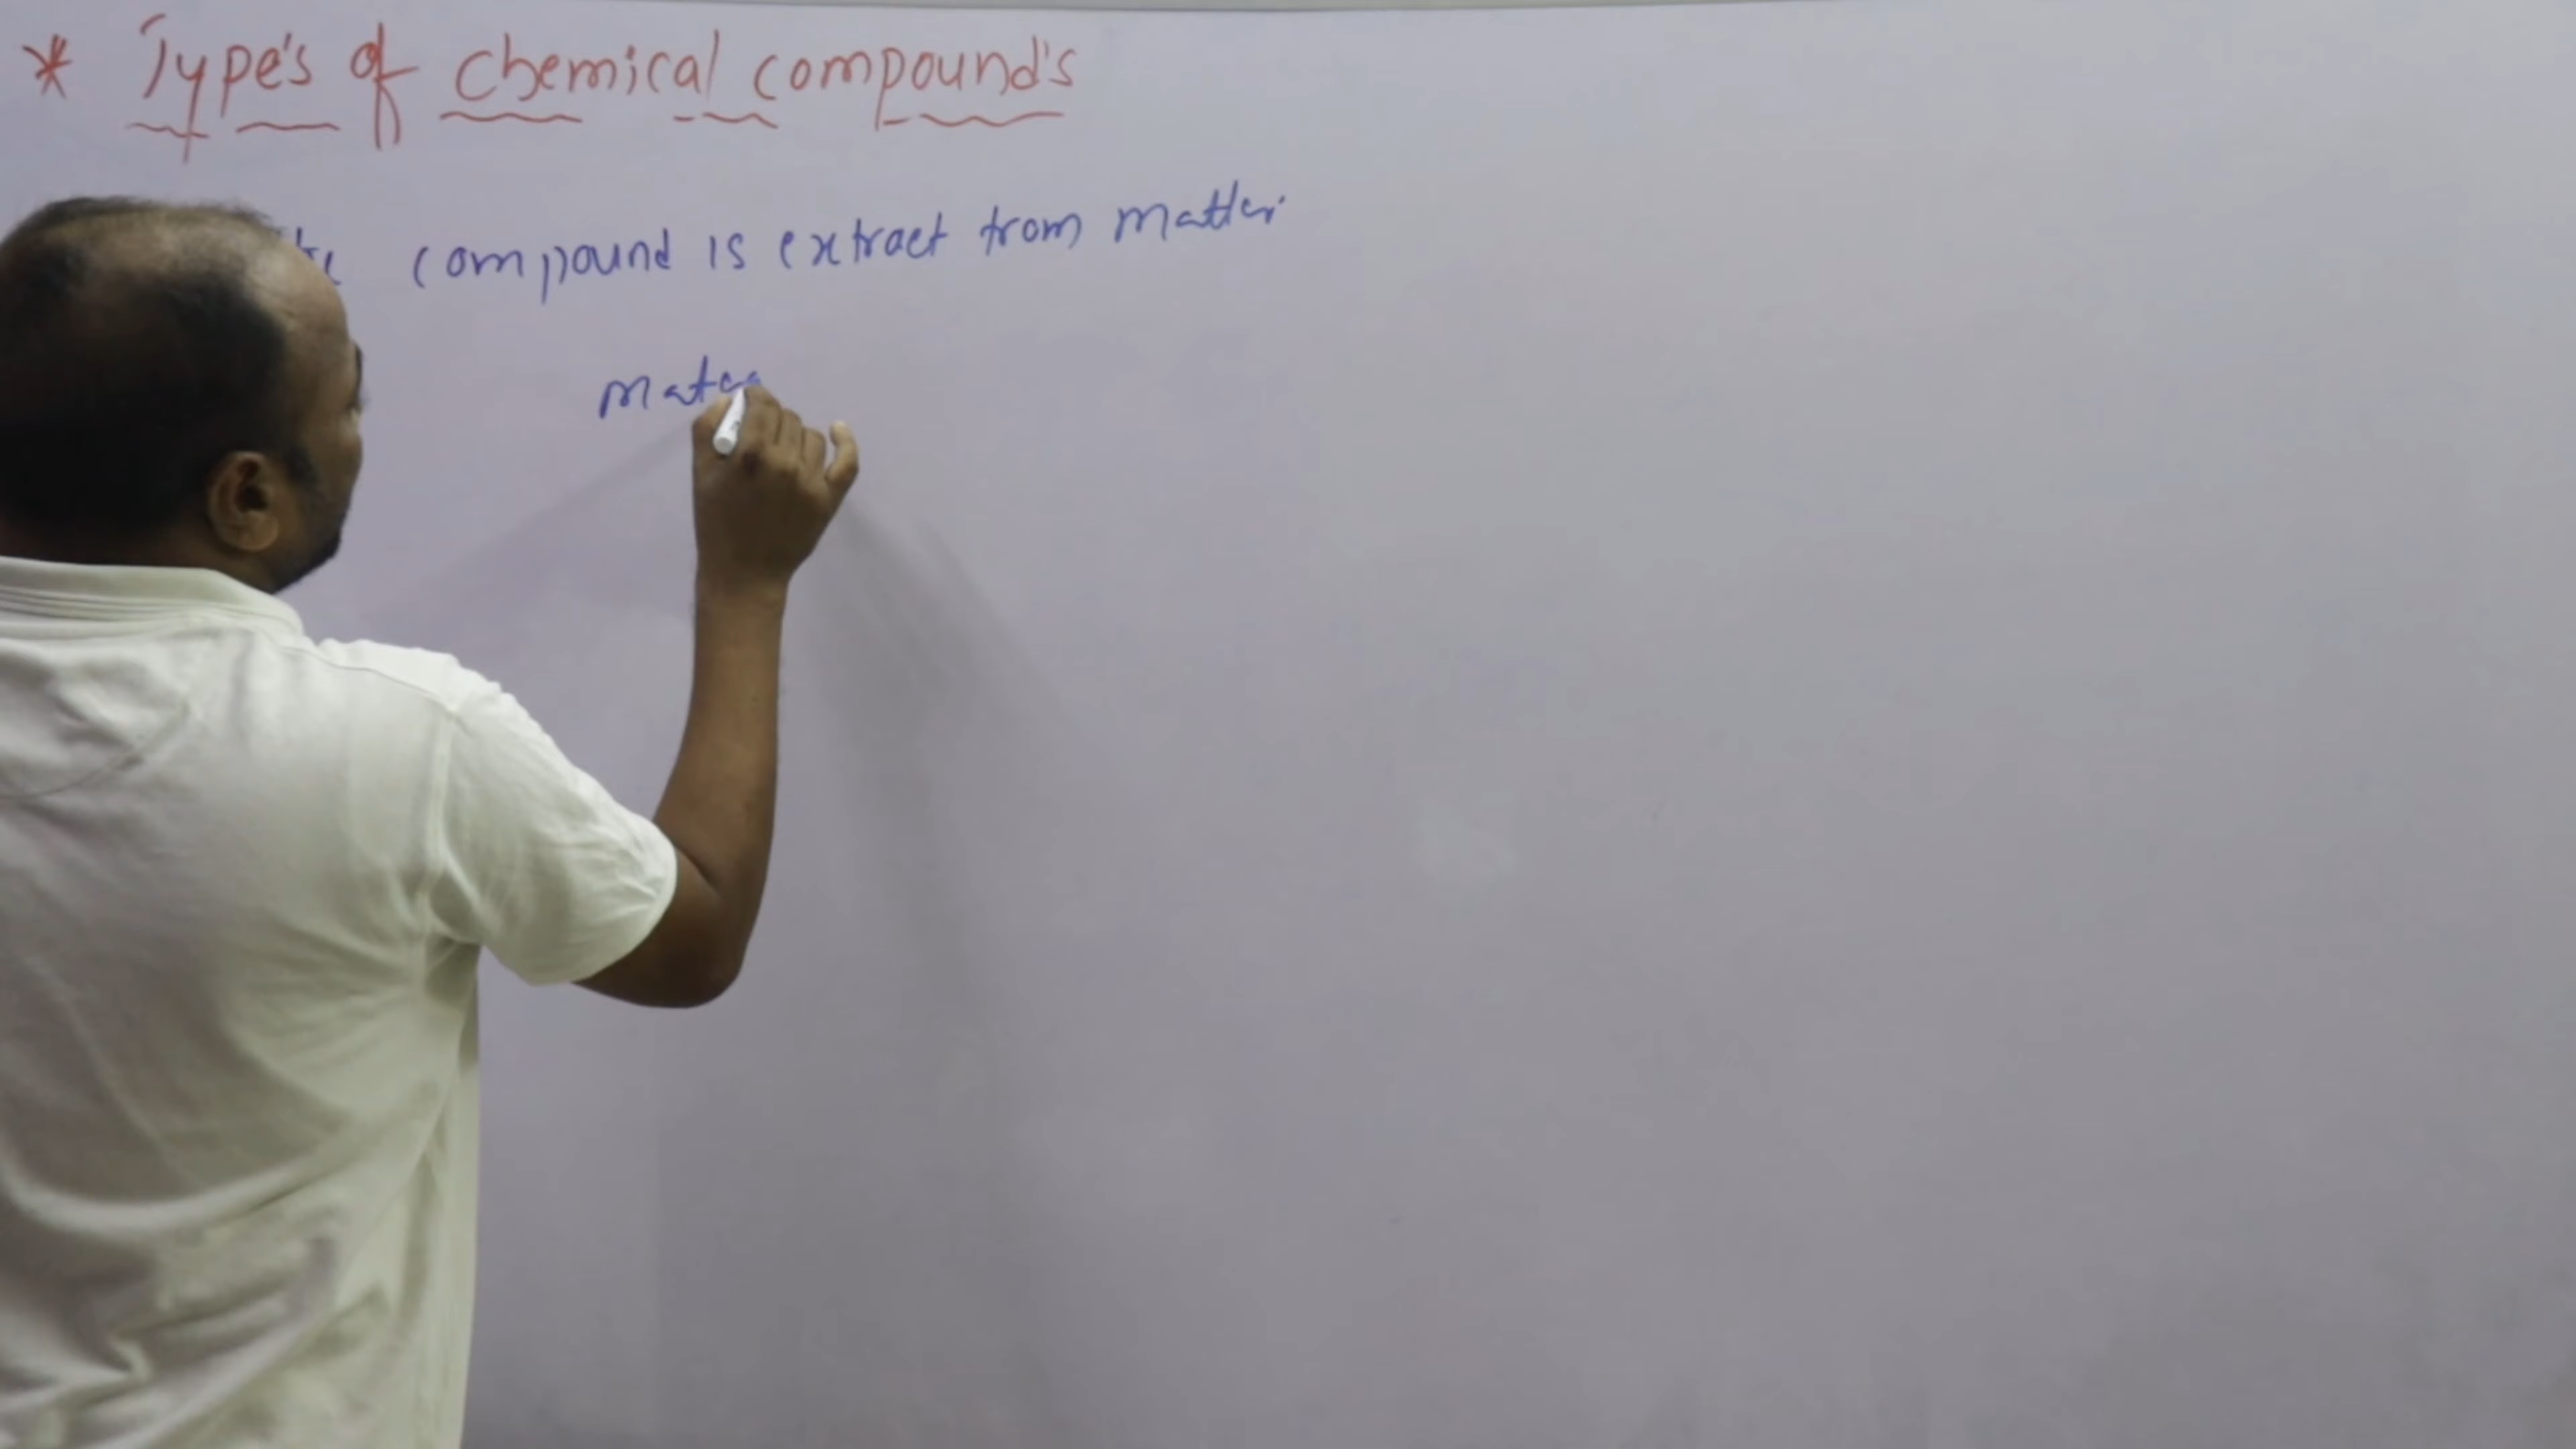 * Type's of chemical compound's
compound is extract from matter